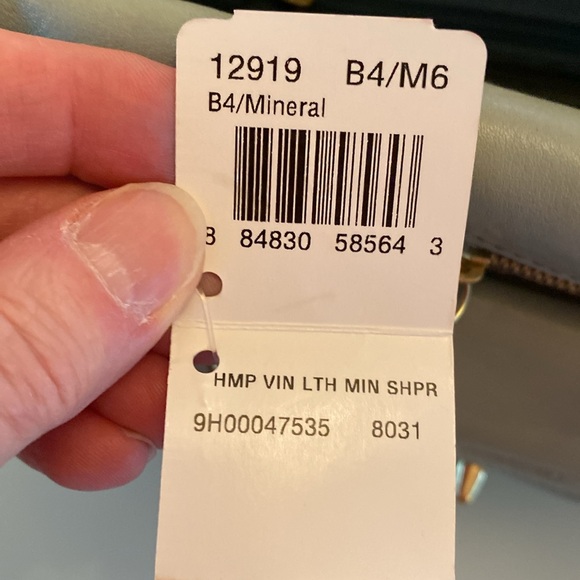 12919 B4/M6
B4/Mineral
8 84830 58564 3
HMP VIN LTH MIN SHPR
9H00047535 8031